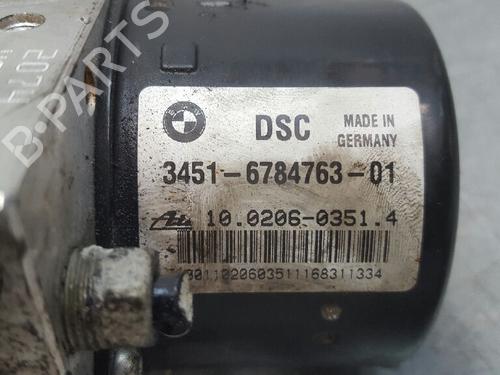 DSC
MADE IN
GERMANY
3451-6784763-01
10.0206-0351.4
B-PARTS